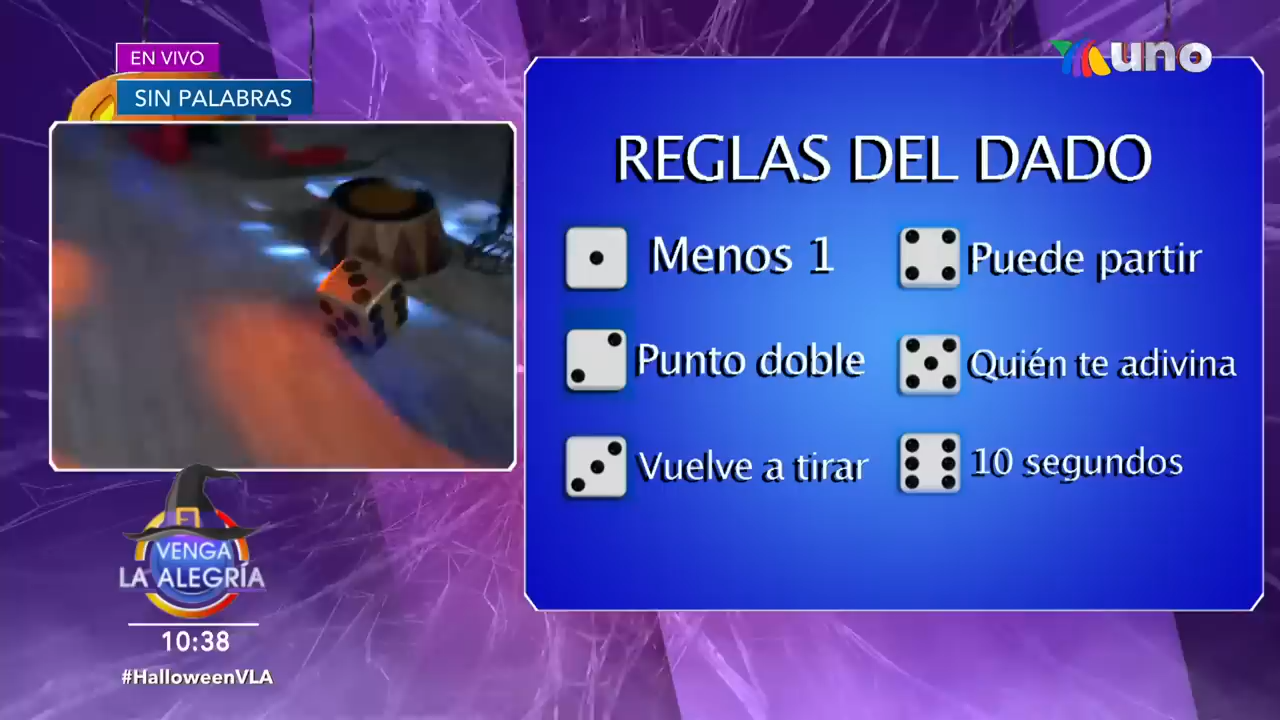 EN VIVO
SIN PALABRAS
uno
REGLAS DEL DADO
Menos 1
Puede partir
Punto doble
Quién te adivina
Vuelve a tirar
10 segundos
VENGA
LA ALEGRÍA
10:38
#HalloweenVLA